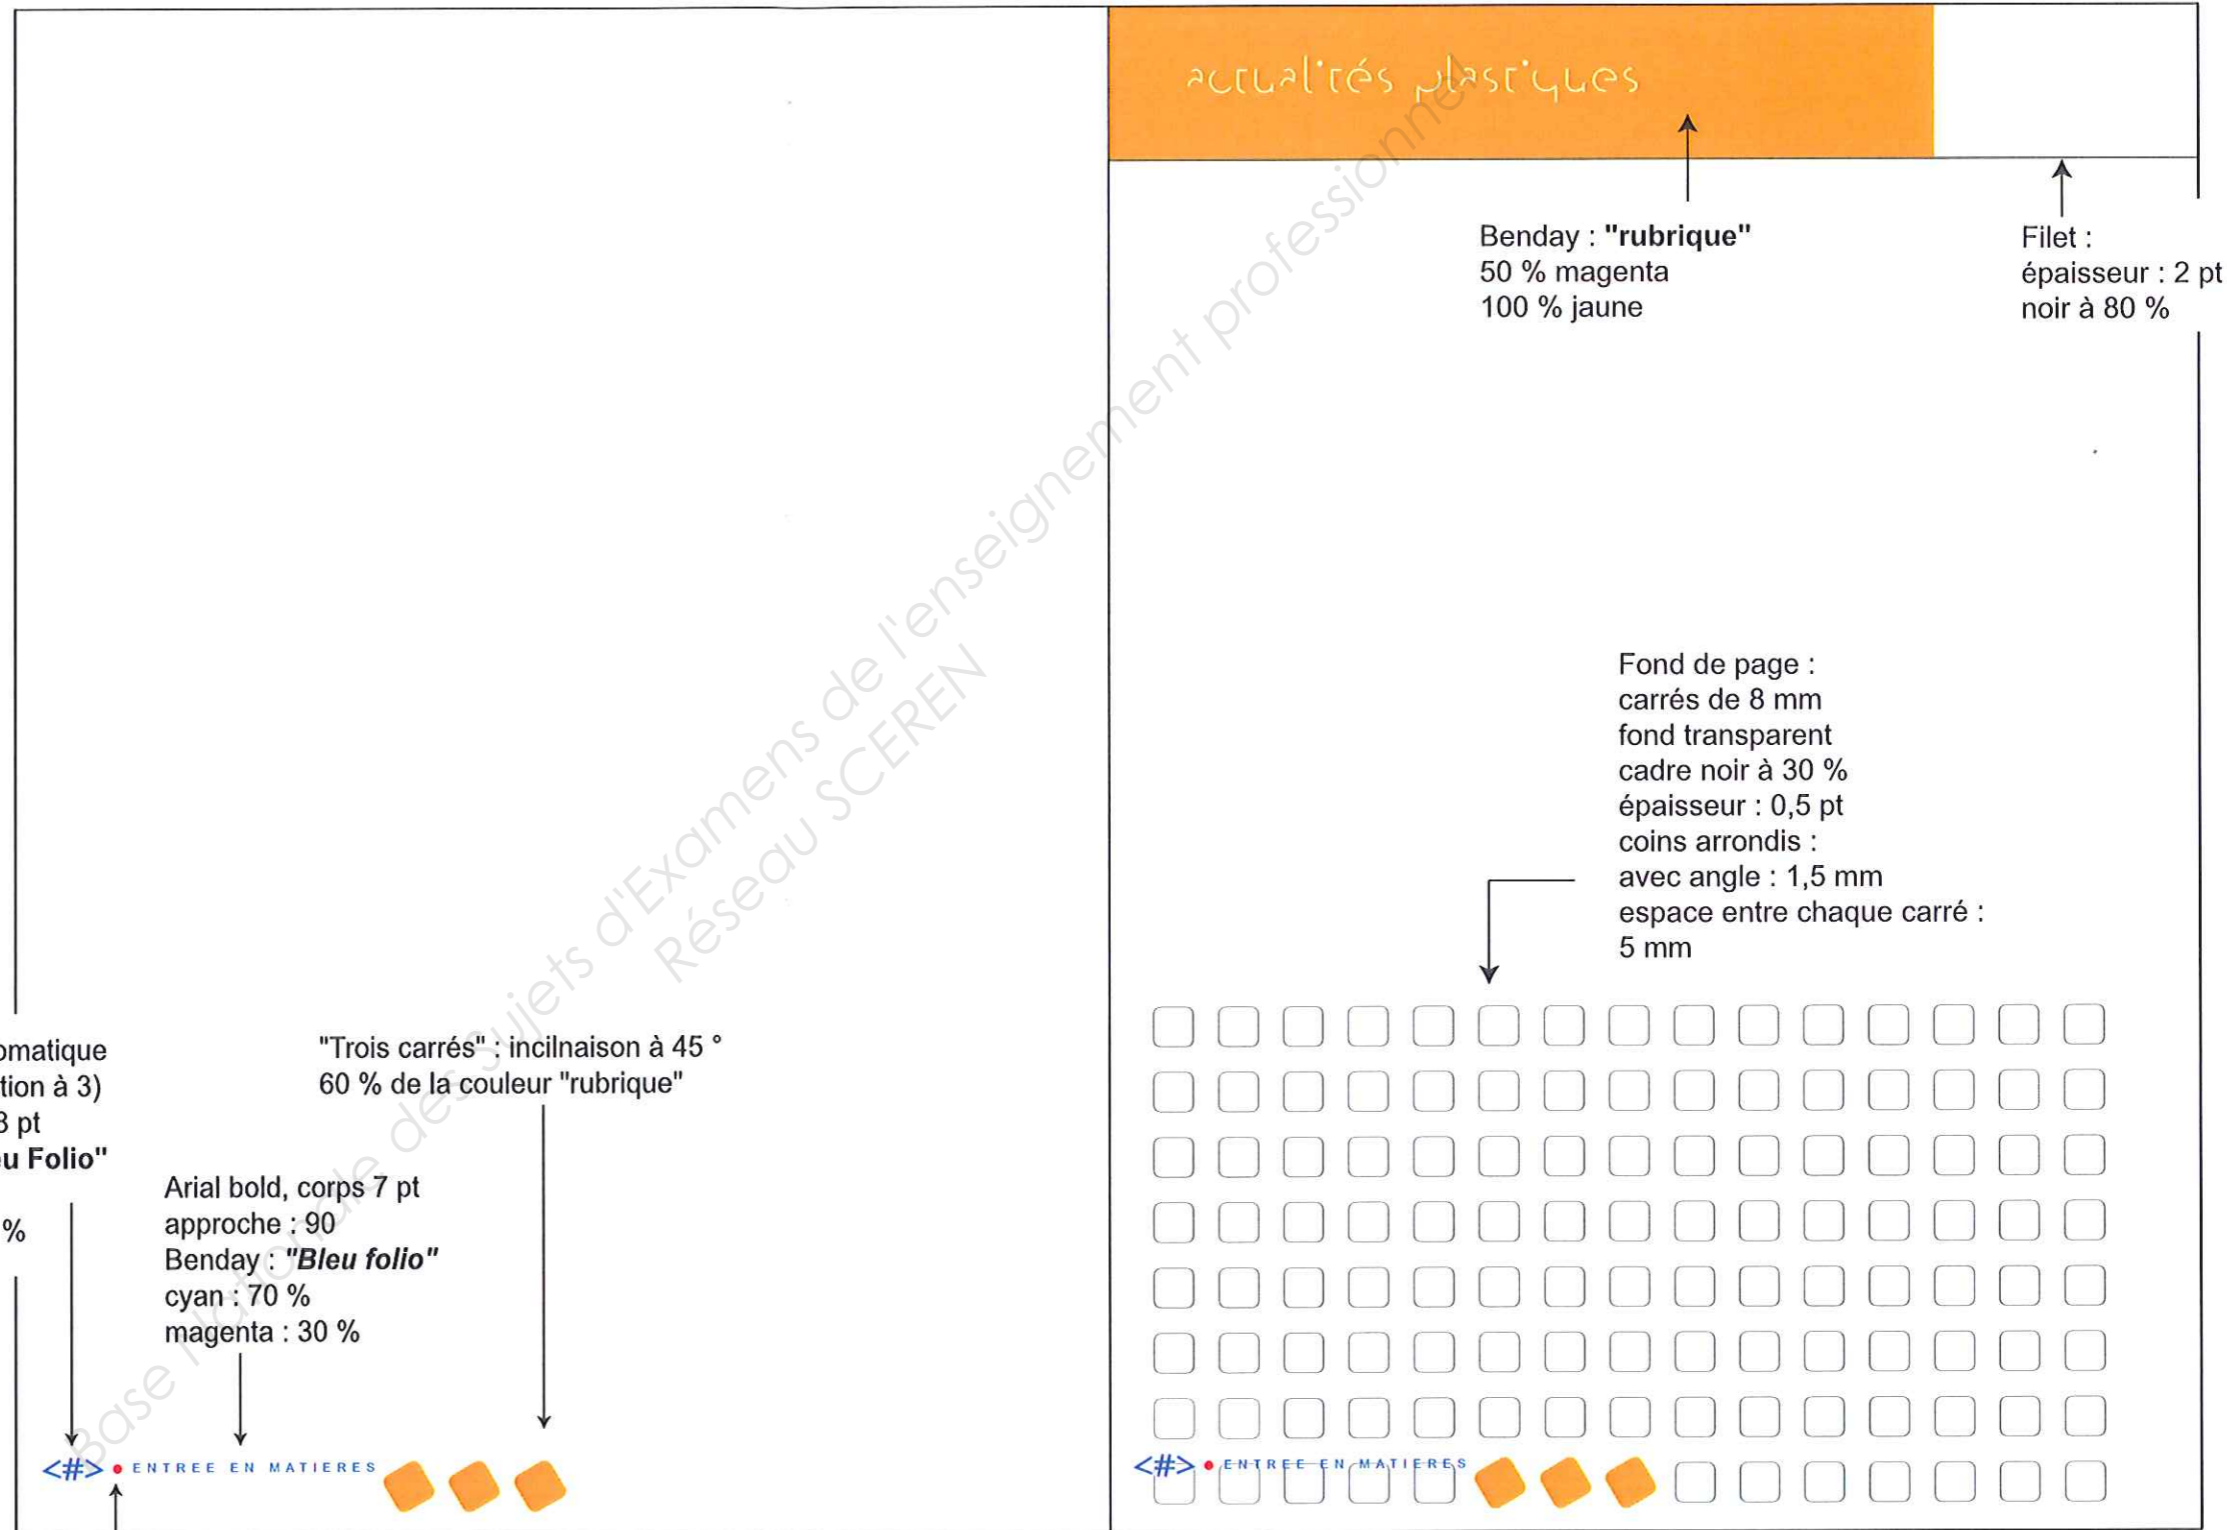 actualités plastiques
Benday : "rubrique"
50 % magenta
100 % jaune
Filet :
épaisseur : 2 pt
noir à 80 %
Fond de page :
carrés de 8 mm
fond transparent
cadre noir à 30 %
épaisseur : 0,5 pt
coins arrondis :
avec angle : 1,5 mm
espace entre chaque carré :
5 mm
omatique
tion à 3)
3 pt
u Folio"
%
"Trois carrés" : incilnaison à 45 °
60 % de la couleur "rubrique"
Arial bold, corps 7 pt
approche : 90
Benday : "Bleu folio"
cyan : 70 %
magenta : 30 %
<#> • ENTREE EN MATIERES
<#> • ENTREE EN MATIERES
Base Nationale des Sujets d'Examens de l'enseignement professionnel
Réseau SCEREN